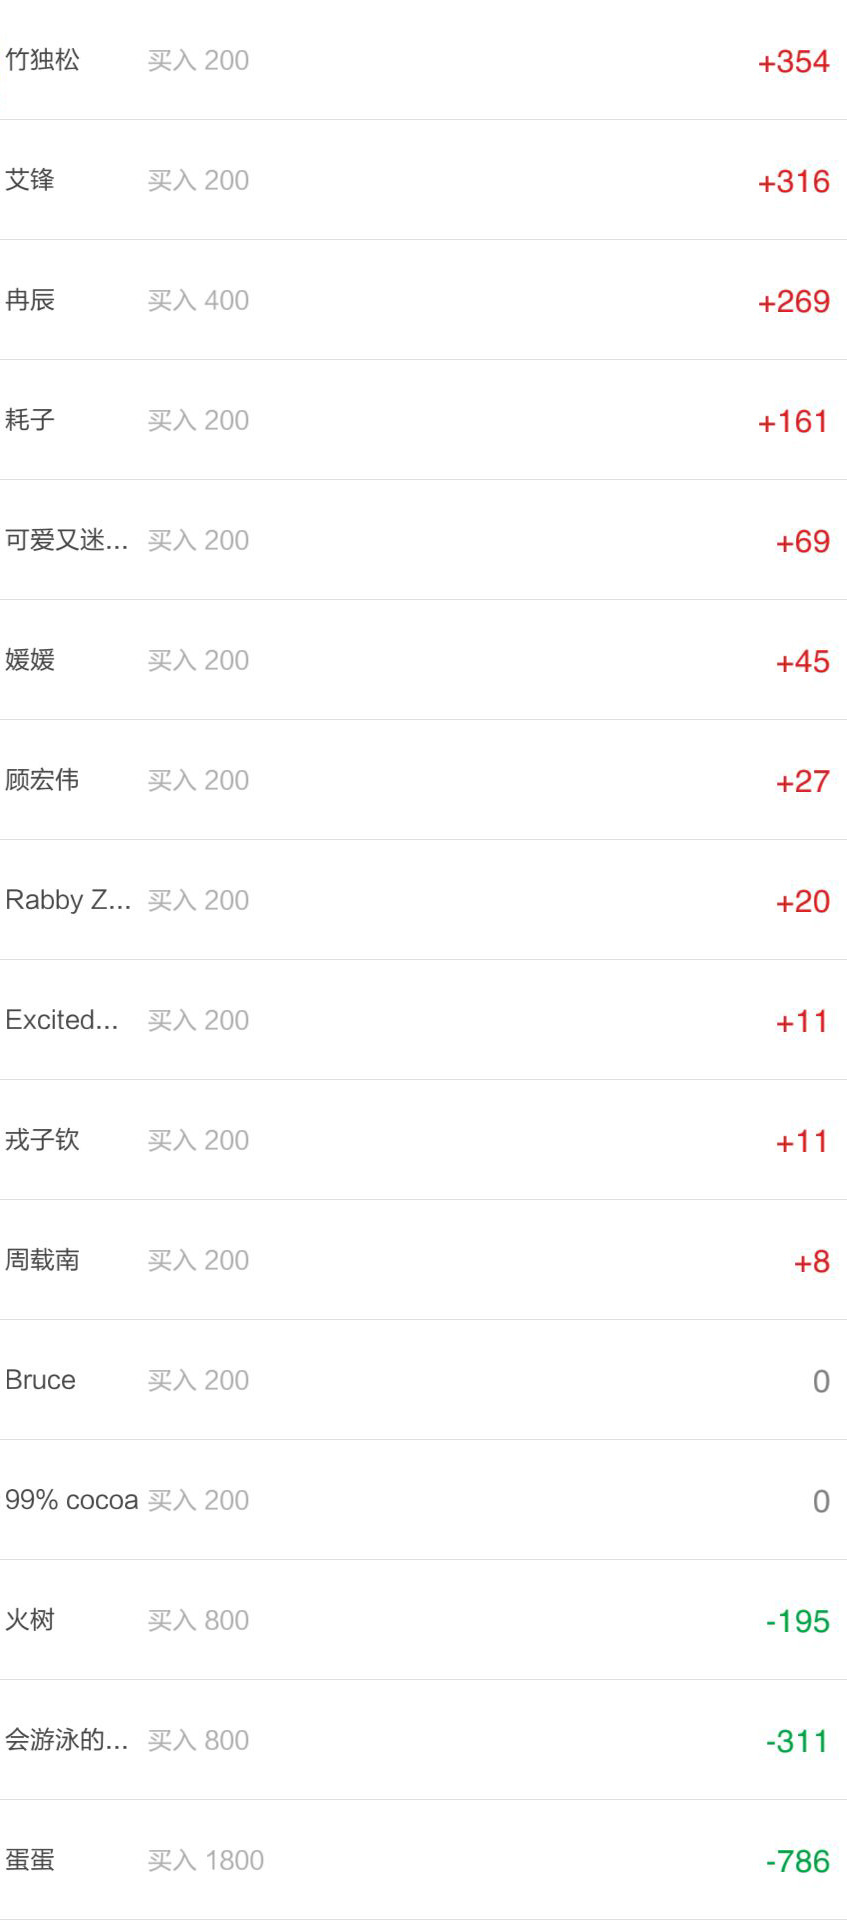 竹独松 买入 200 +354
艾锋 买入 200 +316
冉辰 买入 400 +269
耗子 买入 200 +161
可爱又迷... 买入 200 +69
媛媛 买入 200 +45
顾宏伟 买入 200 +27
Rabby Z... 买入 200 +20
Excited... 买入 200 +11
戎子钦 买入 200 +11
周载南 买入 200 +8
Bruce 买入 200 0
99% cocoa 买入 200 0
火树 买入 800 -195
会游泳的... 买入 800 -311
蛋蛋 买入 1800 -786